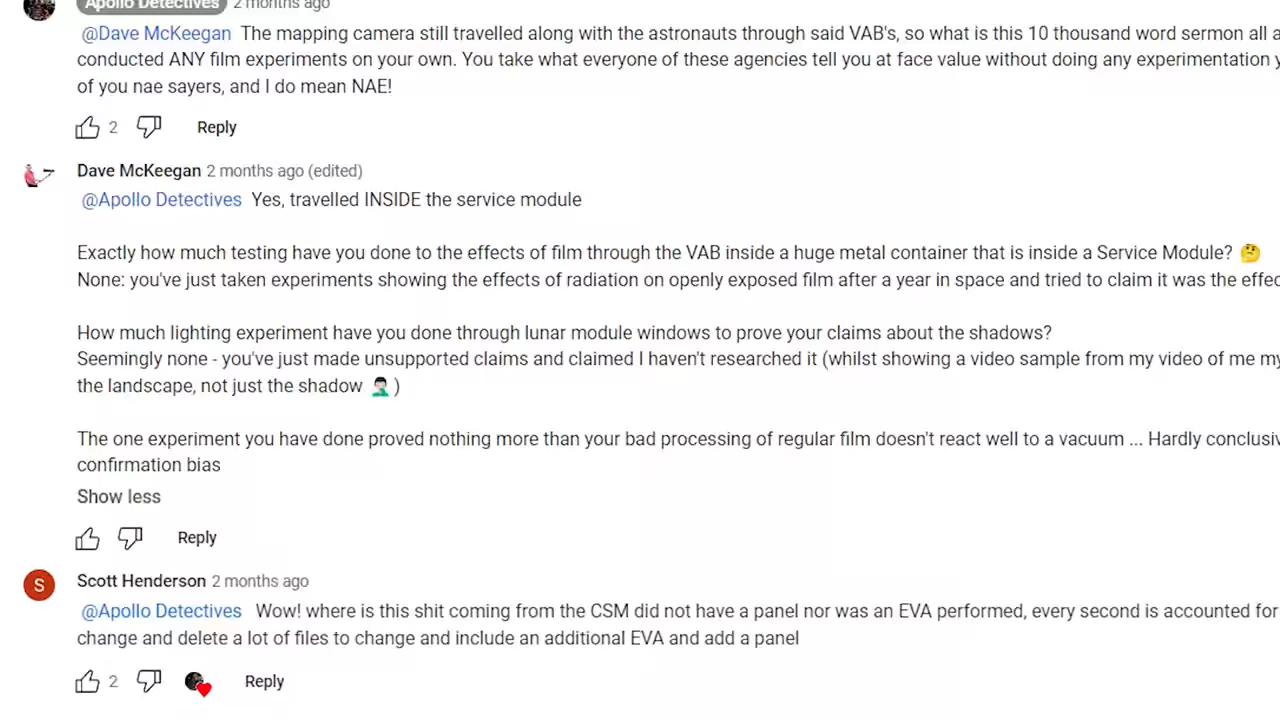 Apollo Detectives 2 months ago
@Dave McKeegan The mapping camera still travelled along with the astronauts through said VAB's, so what is this 10 thousand word sermon all a
conducted ANY film experiments on your own. You take what everyone of these agencies tell you at face value without doing any experimentation y
of you nae sayers, and I do mean NAE!
2 Reply
Dave McKeegan 2 months ago (edited)
@Apollo Detectives Yes, travelled INSIDE the service module
Exactly how much testing have you done to the effects of film through the VAB inside a huge metal container that is inside a Service Module? 🤔
None: you've just taken experiments showing the effects of radiation on openly exposed film after a year in space and tried to claim it was the effec
How much lighting experiment have you done through lunar module windows to prove your claims about the shadows?
Seemingly none - you've just made unsupported claims and claimed I haven't researched it (whilst showing a video sample from my video of me my
the landscape, not just the shadow 🤦🏻‍♂️)
The one experiment you have done proved nothing more than your bad processing of regular film doesn't react well to a vacuum ... Hardly conclusiv
confirmation bias
Show less
Reply
S
Scott Henderson 2 months ago
@Apollo Detectives Wow! where is this shit coming from the CSM did not have a panel nor was an EVA performed, every second is accounted for
change and delete a lot of files to change and include an additional EVA and add a panel
2 Reply